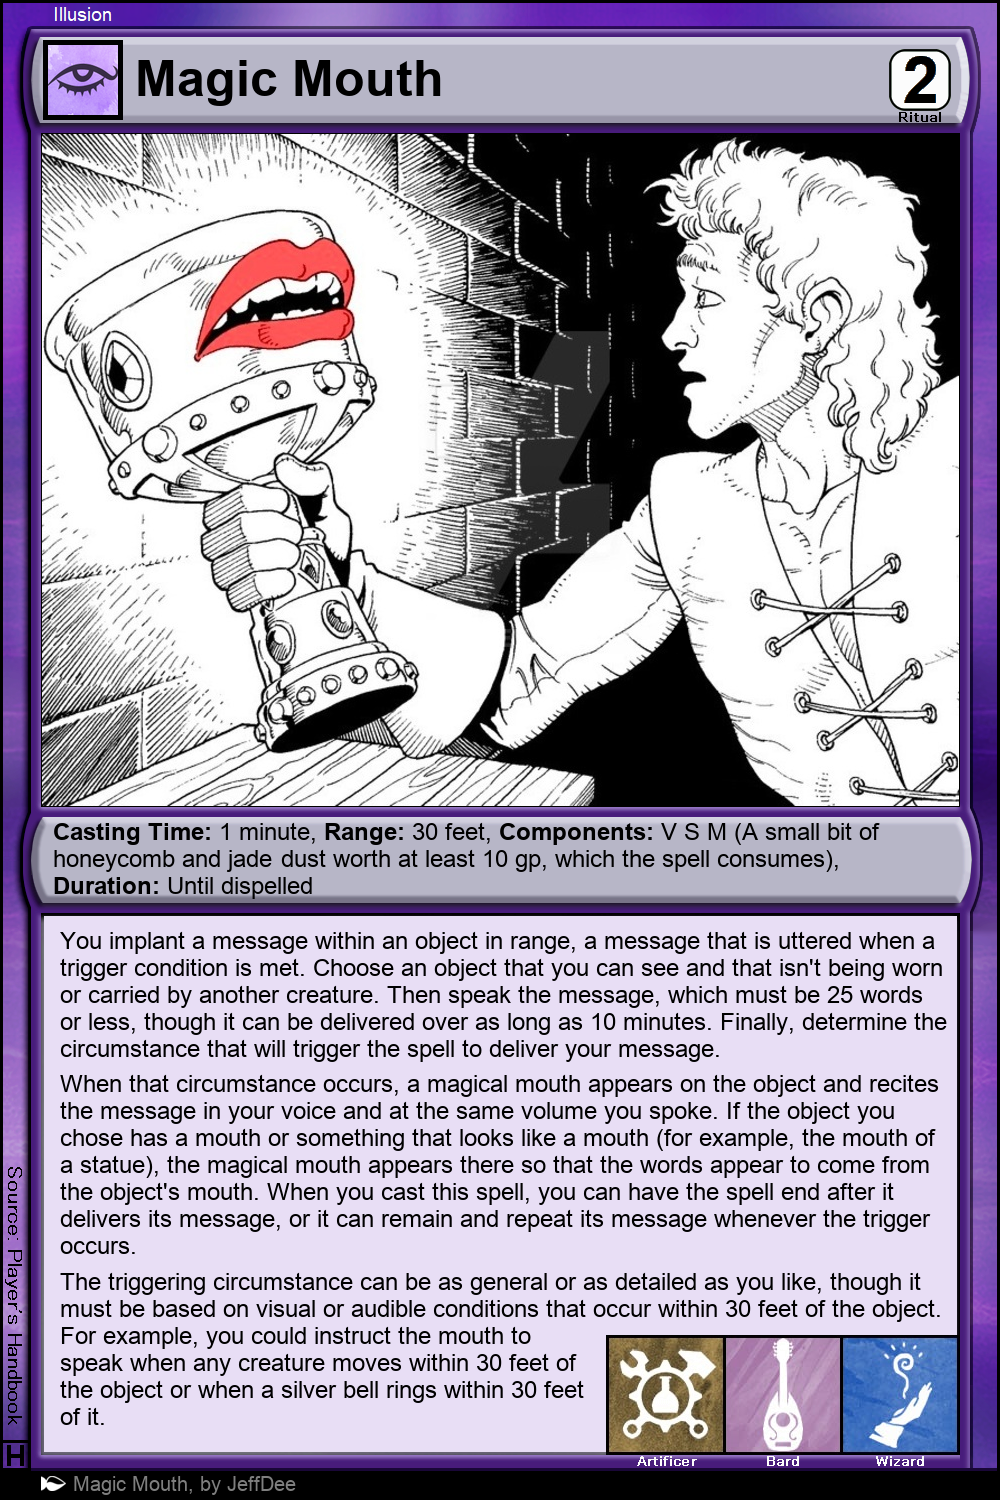 Illusion
Magic Mouth
2
Ritual
Casting Time: 1 minute, Range: 30 feet, Components: V S M (A small bit of
honeycomb and jade dust worth at least 10 gp, which the spell consumes),
Duration: Until dispelled
You implant a message within an object in range, a message that is uttered when a
trigger condition is met. Choose an object that you can see and that isn't being worn
or carried by another creature. Then speak the message, which must be 25 words
or less, though it can be delivered over as long as 10 minutes. Finally, determine the
circumstance that will trigger the spell to deliver your message.
When that circumstance occurs, a magical mouth appears on the object and recites
the message in your voice and at the same volume you spoke. If the object you
chose has a mouth or something that looks like a mouth (for example, the mouth of
a statue), the magical mouth appears there so that the words appear to come from
the object's mouth. When you cast this spell, you can have the spell end after it
delivers its message, or it can remain and repeat its message whenever the trigger
occurs.
The triggering circumstance can be as general or as detailed as you like, though it
must be based on visual or audible conditions that occur within 30 feet of the object.
For example, you could instruct the mouth to
speak when any creature moves within 30 feet of
the object or when a silver bell rings within 30 feet
of it.
Artificer
Bard
Wizard
Source: Player's Handbook
H
Magic Mouth, by JeffDee